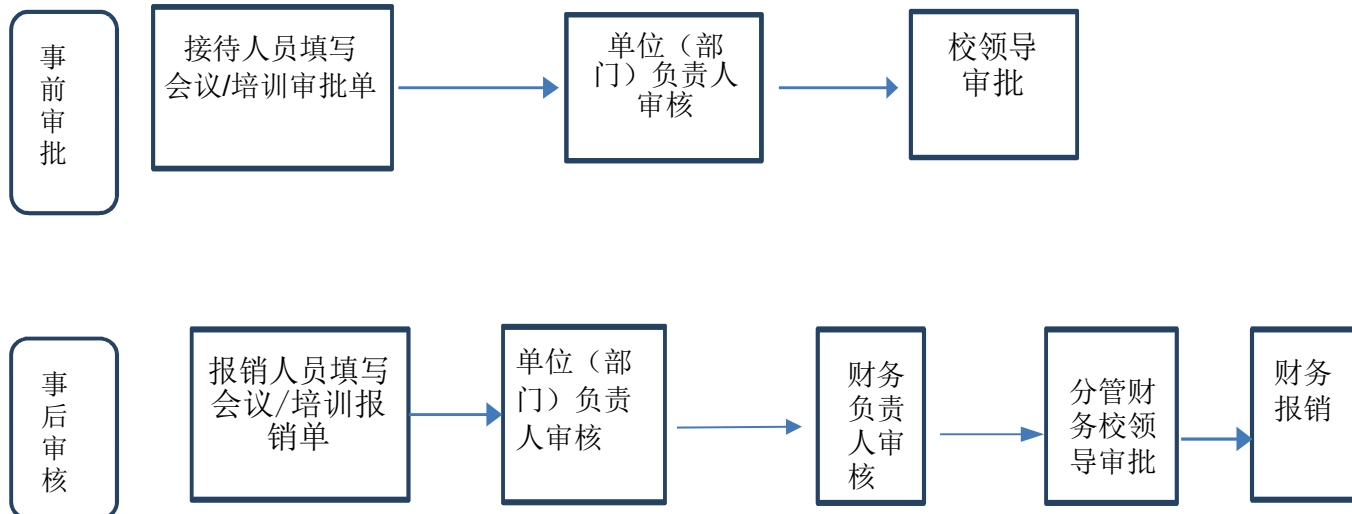 事
前
审
批
接待人员填写
会议/培训审批单
单位（部
门）负责人
审核
校领导
审批
事
后
审
核
报销人员填写
会议/培训报
销单
单位（部
门）负责
人审核
财务
负责
人审
核
分管财
务校领
导审批
财务
报销